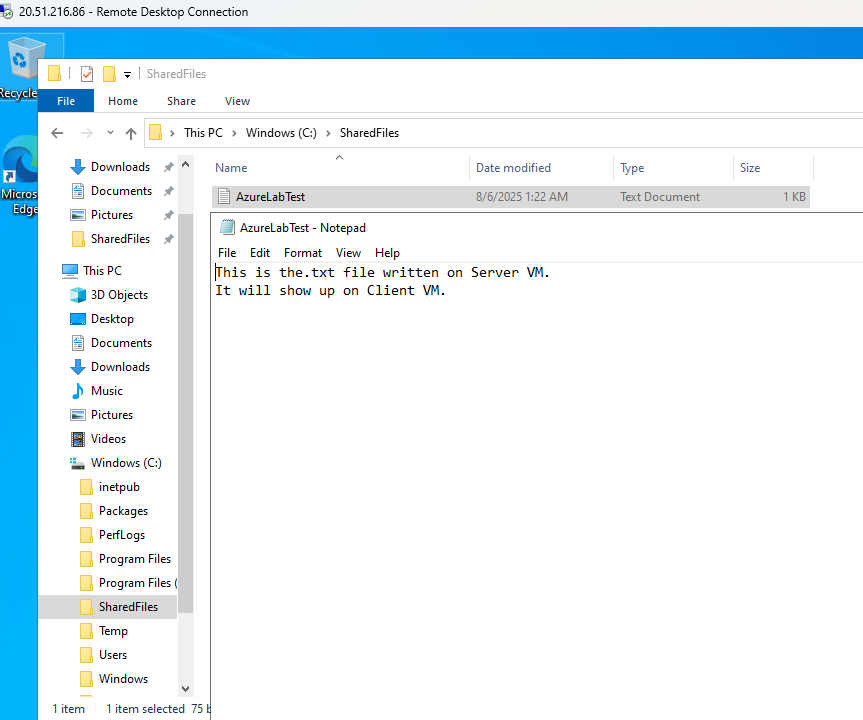 20.51.216.86 - Remote Desktop Connection
Recycle
Micros
Edge
SharedFiles
File Home Share View
This PC Windows (C:) SharedFiles
Name Date modified Type Size
AzureLabTest 8/6/2025 1:22 AM Text Document 1 KB
AzureLabTest - Notepad
File Edit Format View Help
This is the.txt file written on Server VM.
It will show up on Client VM.
Downloads
Documents
Pictures
SharedFiles
This PC
3D Objects
Desktop
Documents
Downloads
Music
Pictures
Videos
Windows (C:)
inetpub
Packages
PerfLogs
Program Files
Program Files (
SharedFiles
Temp
Users
Windows
1 item 1 item selected 75 b